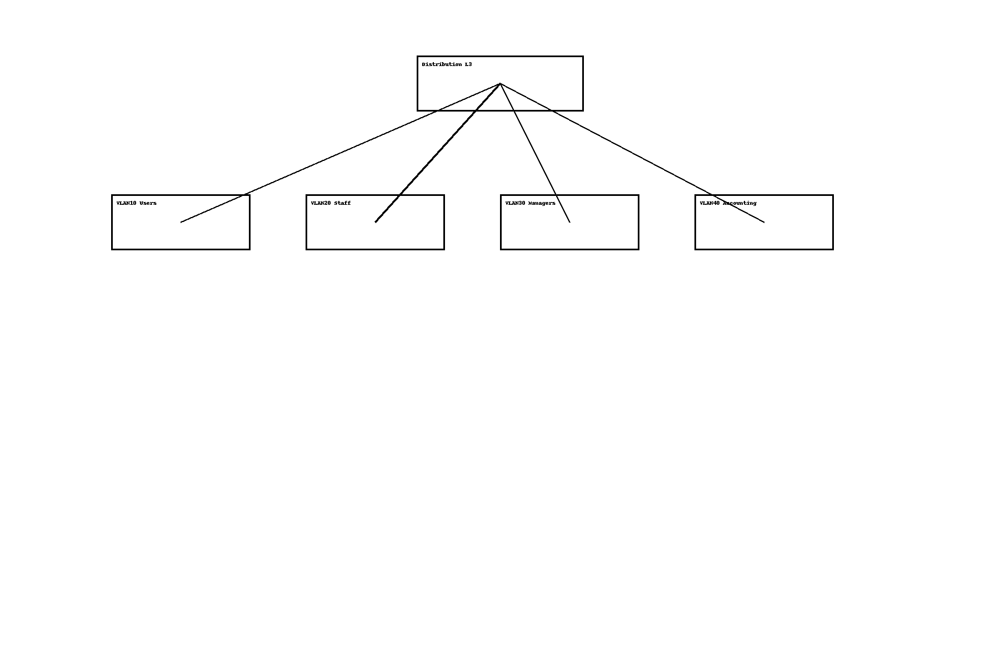 Distribution L3
VLAN10 Users
VLAN20 Staff
VLAN30 Managers
VLAN40 Accounting